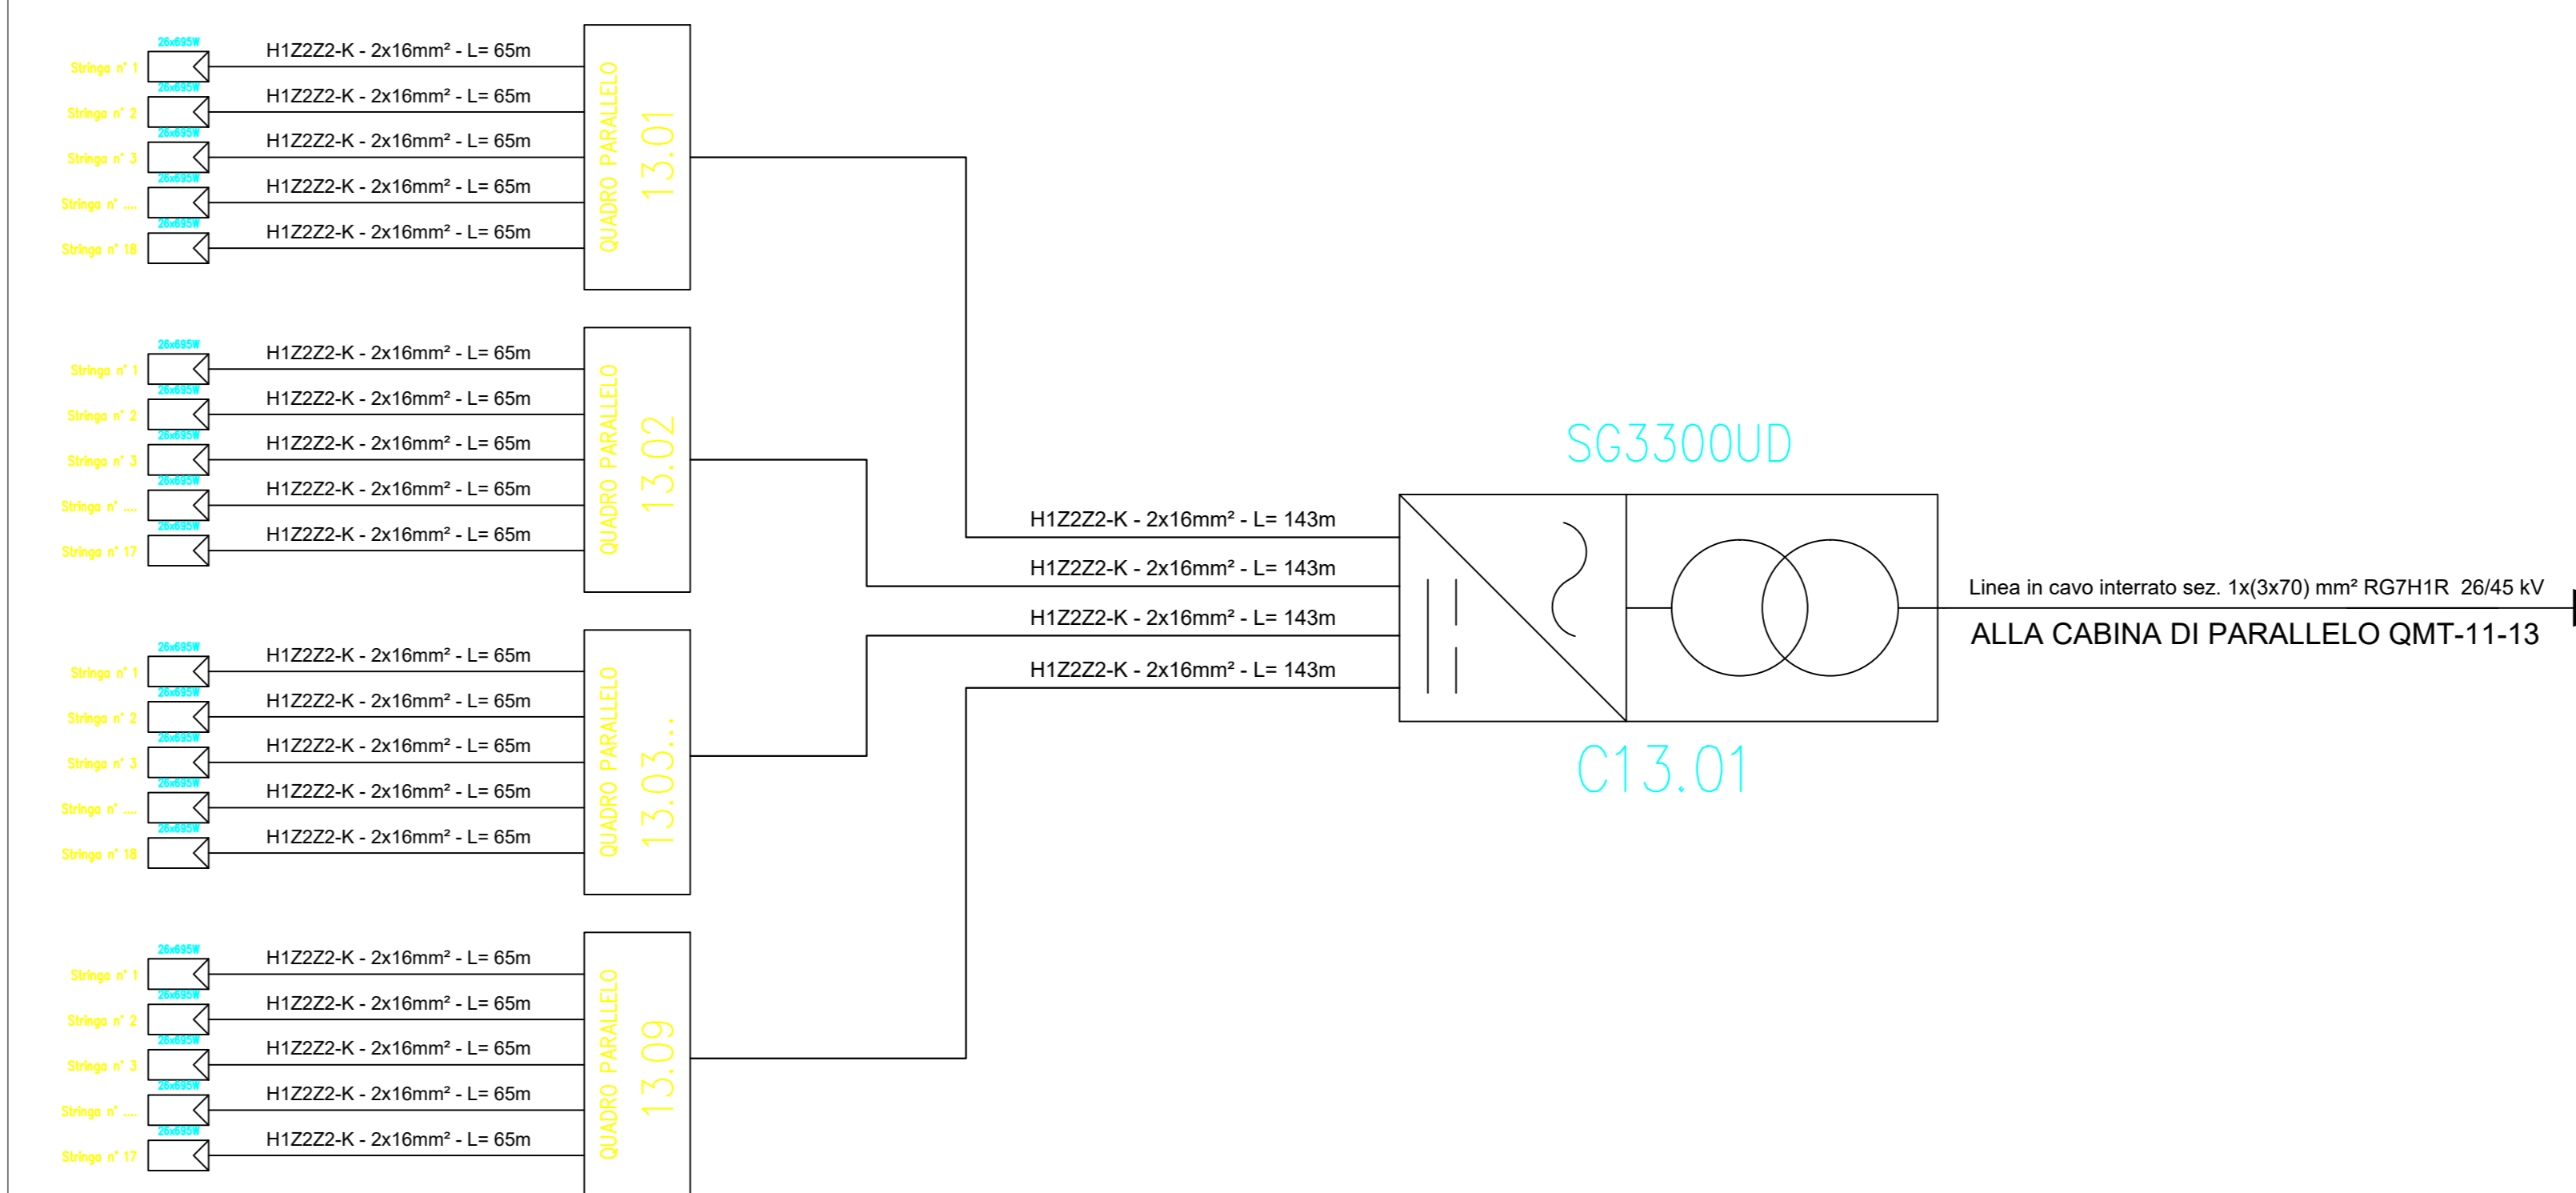 26x695W
Stringa n° 1
H1Z2Z2-K - 2x16mm² - L= 65m
26x695W
Stringa n° 2
H1Z2Z2-K - 2x16mm² - L= 65m
26x695W
Stringa n° 3
H1Z2Z2-K - 2x16mm² - L= 65m
26x695W
Stringa n° ....
H1Z2Z2-K - 2x16mm² - L= 65m
26x695W
Stringa n° 18
H1Z2Z2-K - 2x16mm² - L= 65m
QUADRO PARALLELO
13.01
26x695W
Stringa n° 1
H1Z2Z2-K - 2x16mm² - L= 65m
26x695W
Stringa n° 2
H1Z2Z2-K - 2x16mm² - L= 65m
26x695W
Stringa n° 3
H1Z2Z2-K - 2x16mm² - L= 65m
26x695W
Stringa n° ....
H1Z2Z2-K - 2x16mm² - L= 65m
26x695W
Stringa n° 17
H1Z2Z2-K - 2x16mm² - L= 65m
QUADRO PARALLELO
13.02
26x695W
Stringa n° 1
H1Z2Z2-K - 2x16mm² - L= 65m
26x695W
Stringa n° 2
H1Z2Z2-K - 2x16mm² - L= 65m
26x695W
Stringa n° 3
H1Z2Z2-K - 2x16mm² - L= 65m
26x695W
Stringa n° ....
H1Z2Z2-K - 2x16mm² - L= 65m
26x695W
Stringa n° 18
H1Z2Z2-K - 2x16mm² - L= 65m
QUADRO PARALLELO
13.03...
26x695W
Stringa n° 1
H1Z2Z2-K - 2x16mm² - L= 65m
26x695W
Stringa n° 2
H1Z2Z2-K - 2x16mm² - L= 65m
26x695W
Stringa n° 3
H1Z2Z2-K - 2x16mm² - L= 65m
26x695W
Stringa n° ....
H1Z2Z2-K - 2x16mm² - L= 65m
26x695W
Stringa n° 17
H1Z2Z2-K - 2x16mm² - L= 65m
QUADRO PARALLELO
13.09
H1Z2Z2-K - 2x16mm² - L= 143m
H1Z2Z2-K - 2x16mm² - L= 143m
H1Z2Z2-K - 2x16mm² - L= 143m
H1Z2Z2-K - 2x16mm² - L= 143m
SG3300UD
C13.01
Linea in cavo interrato sez. 1x(3x70) mm² RG7H1R 26/45 kV
ALLA CABINA DI PARALLELO QMT-11-13